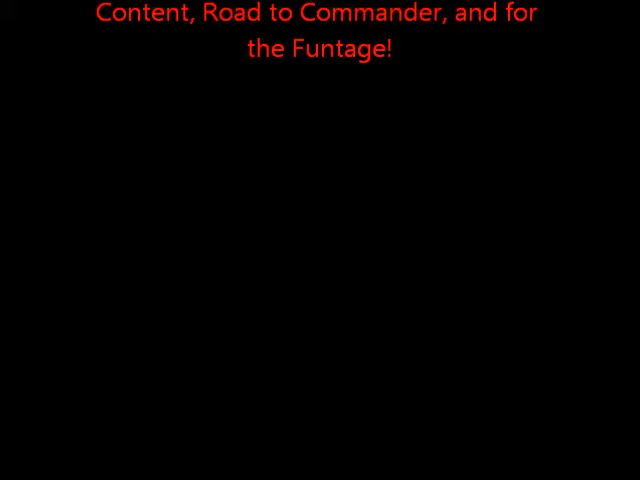 Content, Road to Commander, and for
the Funtage!